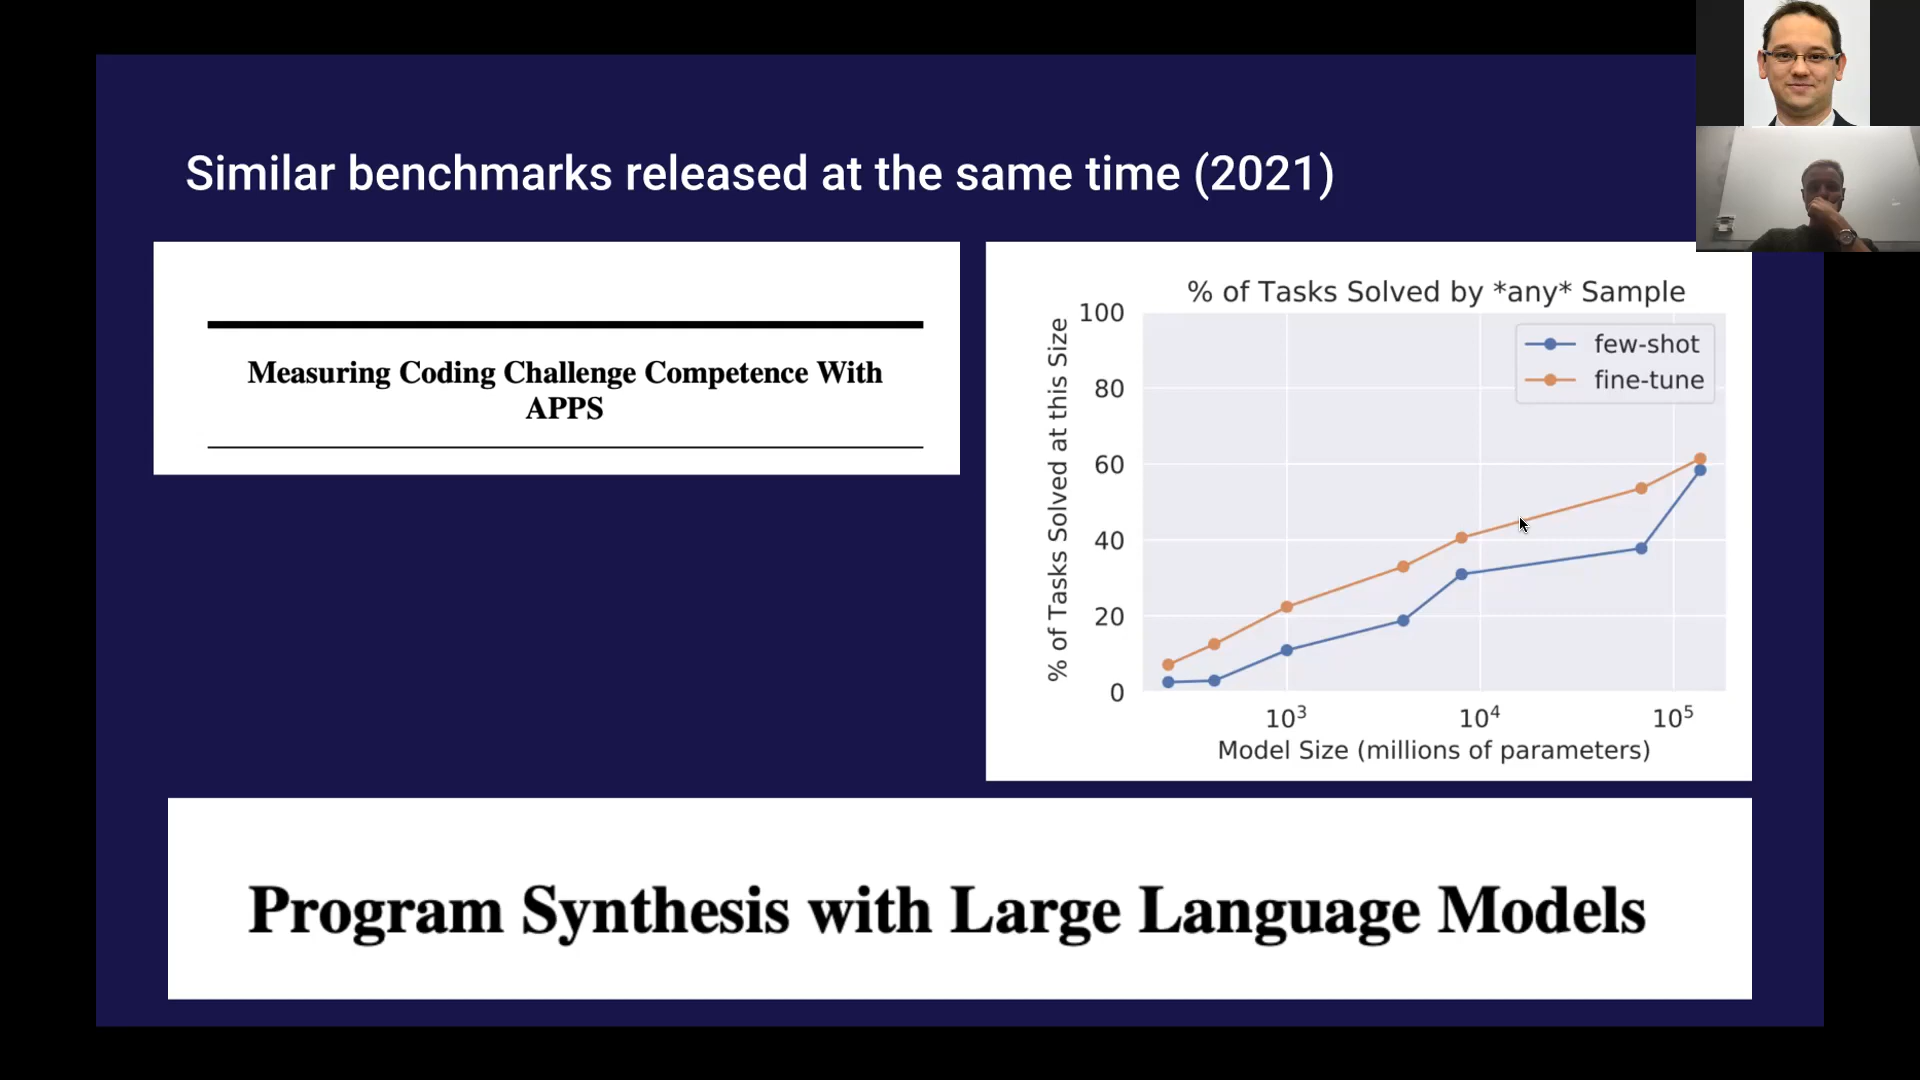 Similar benchmarks released at the same time (2021)
Measuring Coding Challenge Competence With
APPS
% of Tasks Solved by *any* Sample
% of Tasks Solved at this Size
100
80
60
40
20
0
few-shot
fine-tune
10³
10⁴
10⁵
Model Size (millions of parameters)
Program Synthesis with Large Language Models